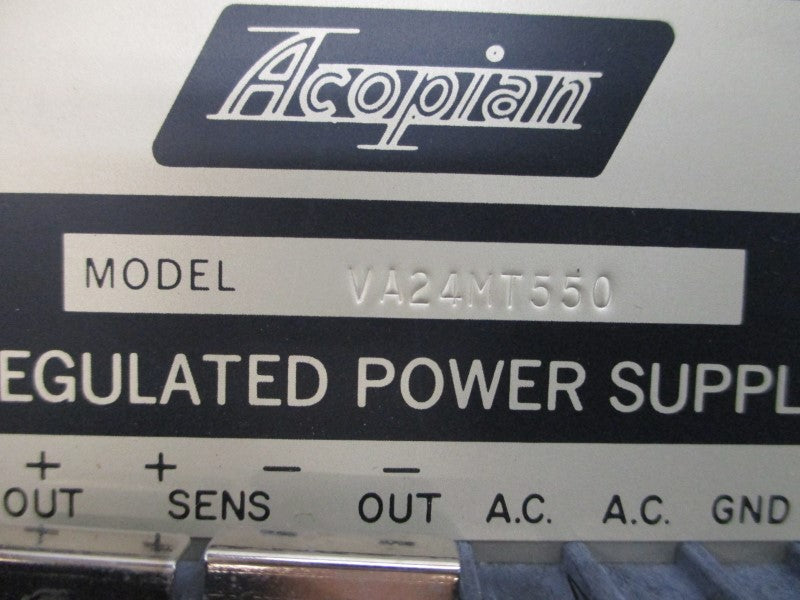 Acopian
MODEL VA24MT550
EGULATED POWER SUPPL
+ + - -
OUT SENS OUT A.C. A.C. GND
+ +